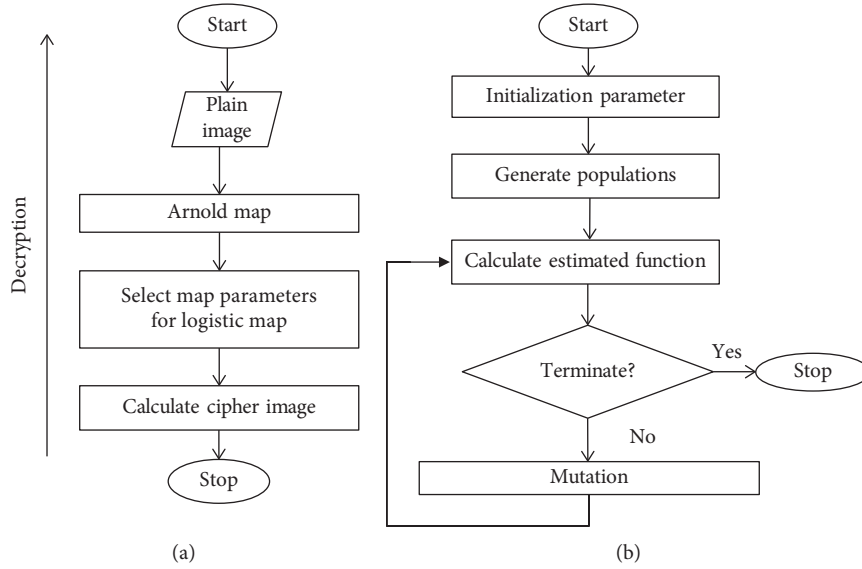 Decryption
Start
Plain
image
Arnold map
Select map parameters
for logistic map
Calculate cipher image
Stop
(a)
Start
Initialization parameter
Generate populations
Calculate estimated function
Terminate?
Yes
Stop
No
Mutation
(b)